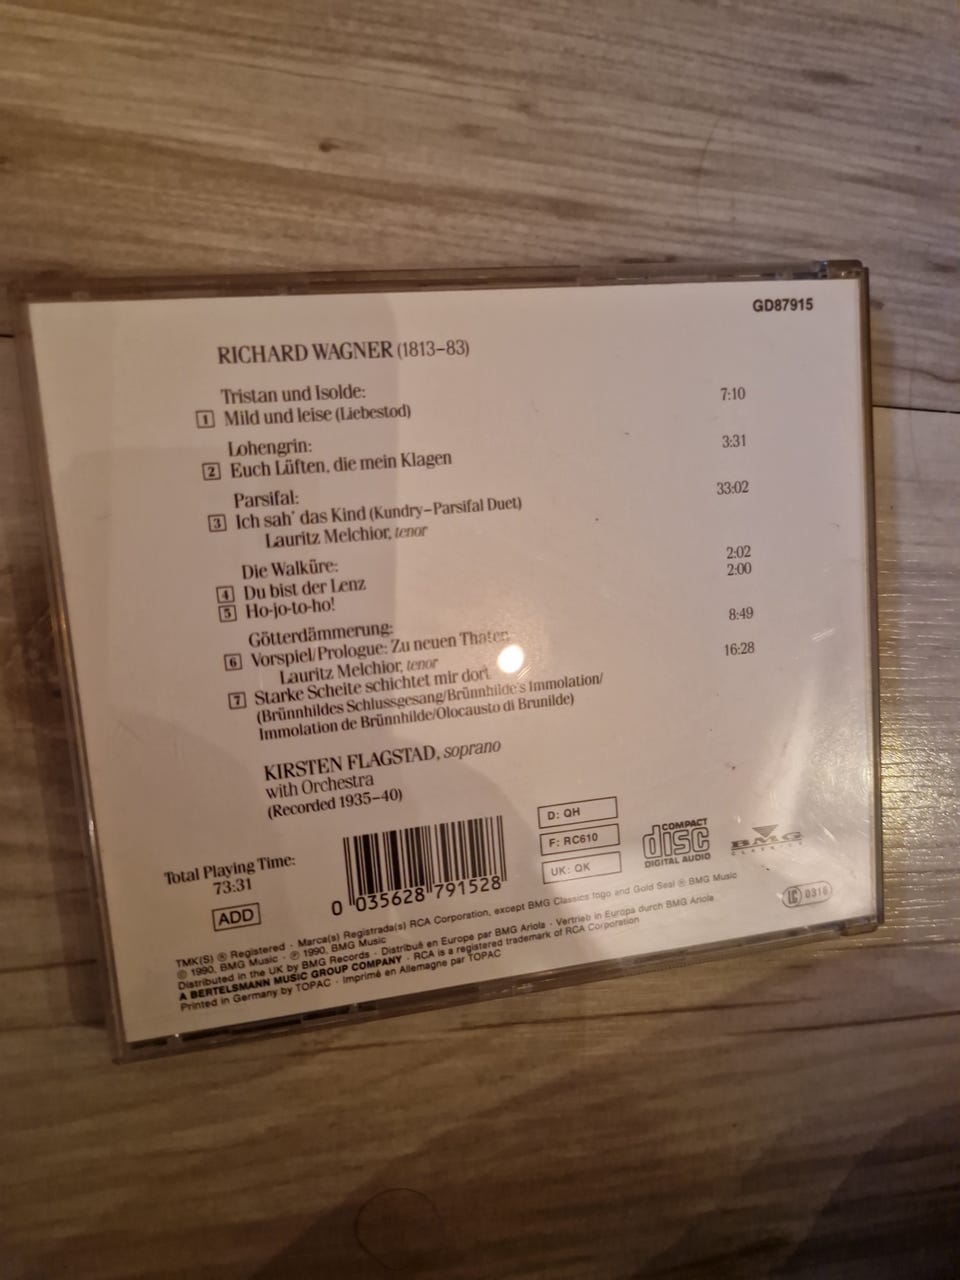 GD87915
RICHARD WAGNER (1813–83)
Tristan und Isolde:
1 Mild und leise (Liebestod) 7:10
Lohengrin:
2 Euch Lüften, die mein Klagen 3:31
Parsifal:
3 Ich sah' das Kind (Kundry–Parsifal Duet) 33:02
Lauritz Melchior, tenor
Die Walküre:
4 Du bist der Lenz 2:02
5 Ho-jo-to-ho! 2:00
Götterdämmerung:
6 Vorspiel/Prologue: Zu neuen Thaten 8:49
Lauritz Melchior, tenor
7 Starke Scheite schichtet mir dort 16:28
(Brünnhildes Schlussgesang/Brünnhilde's Immolation/
Immolation de Brünnhilde/Olocausto di Brunilde)
KIRSTEN FLAGSTAD, soprano
with Orchestra
(Recorded 1935–40)
Total Playing Time:
73:31
ADD
0 035628 791528
D: QH
F: RC610
UK: QK
COMPACT
disc
DIGITAL AUDIO
BMG
CLASSICS
LC 0316
TMK(S) ® Registered · Marca(s) Registrada(s) RCA Corporation, except BMG Classics logo and Gold Seal ® BMG Music
© 1990, BMG Music · ℗ 1990, BMG Music
Distributed in the UK by BMG Records · Distribué en Europe par BMG Ariola · Vertrieb in Europa durch BMG Ariola
A BERTELSMANN MUSIC GROUP COMPANY · RCA is a registered trademark of RCA Corporation
Printed in Germany by TOPAC · Imprimé en Allemagne par TOPAC